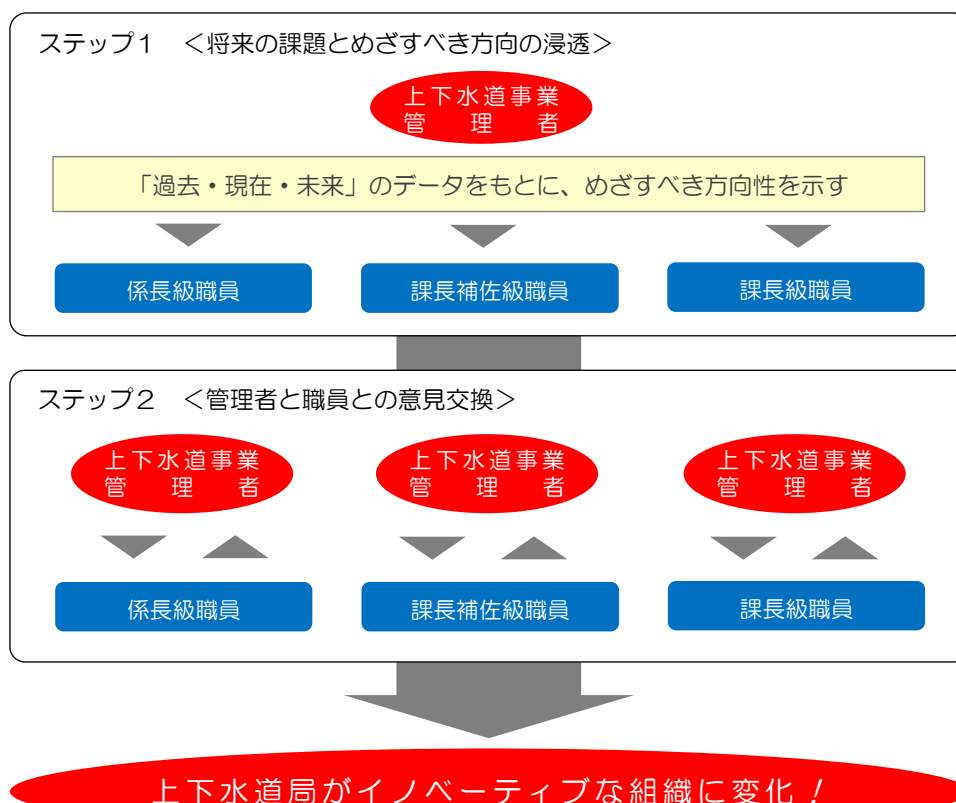 ステップ１　＜将来の課題とめざすべき方向の浸透＞
上下水道事業
管理者
「過去・現在・未来」のデータをもとに、めざすべき方向性を示す
係長級職員　課長補佐級職員　課長級職員
ステップ２　＜管理者と職員との意見交換＞
上下水道事業　上下水道事業　上下水道事業
管理者　管理者　管理者
係長級職員　課長補佐級職員　課長級職員
上下水道局がイノベーティブな組織に変化！